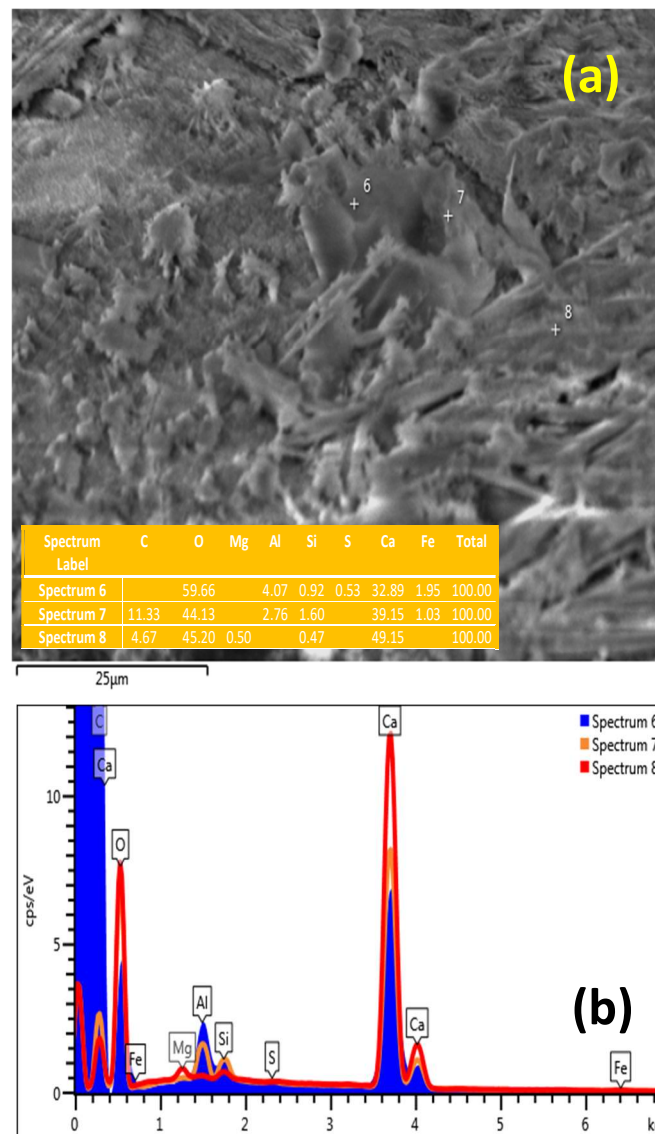 (a)
6
7
8
Spectrum Label C O Mg Al Si S Ca Fe Total
Spectrum 6 59.66 4.07 0.92 0.53 32.89 1.95 100.00
Spectrum 7 11.33 44.13 2.76 1.60 39.15 1.03 100.00
Spectrum 8 4.67 45.20 0.50 0.47 49.15 100.00
25µm
C
Ca
Spectrum 6
Ca
Spectrum 7
Spectrum 8
10
O
cps/eV
5
(b)
Al
Ca
Mg
Si
Fe
S
Fe
0
0 1 2 3 4 5 6